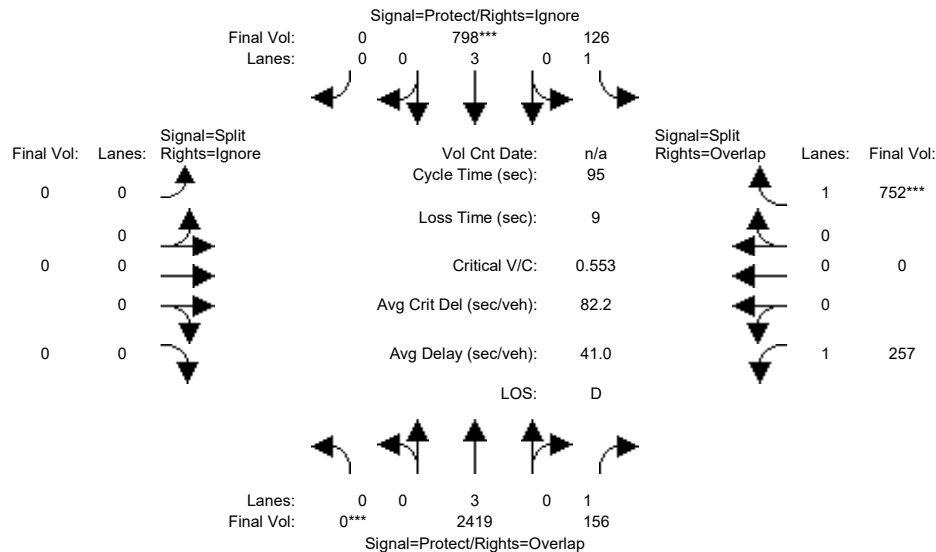 Signal=Protect/Rights=Ignore
Final Vol: 0 798*** 126
Lanes: 0 0 3 0 1
Signal=Split Signal=Split
Final Vol: Lanes: Rights=Ignore Vol Cnt Date: n/a Rights=Overlap Lanes: Final Vol:
Cycle Time (sec): 95
0 0 1 752***
Loss Time (sec): 9
0 0
0 0 Critical V/C: 0.553 0 0
0 Avg Crit Del (sec/veh): 82.2 0
0 0 Avg Delay (sec/veh): 41.0 1 257
LOS: D
Lanes: 0 0 3 0 1
Final Vol: 0*** 2419 156
Signal=Protect/Rights=Overlap